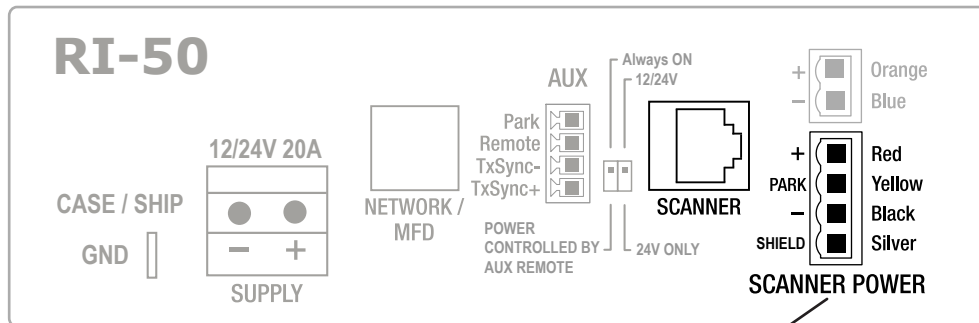 RI-50
Always ON
12/24V
AUX
Park
Remote
TxSync-
TxSync+
12/24V 20A
CASE / SHIP
GND
− +
SUPPLY
NETWORK /
MFD
POWER
CONTROLLED BY
AUX REMOTE
24V ONLY
SCANNER
+ Orange
− Blue
+ Red
PARK Yellow
− Black
SHIELD Silver
SCANNER POWER